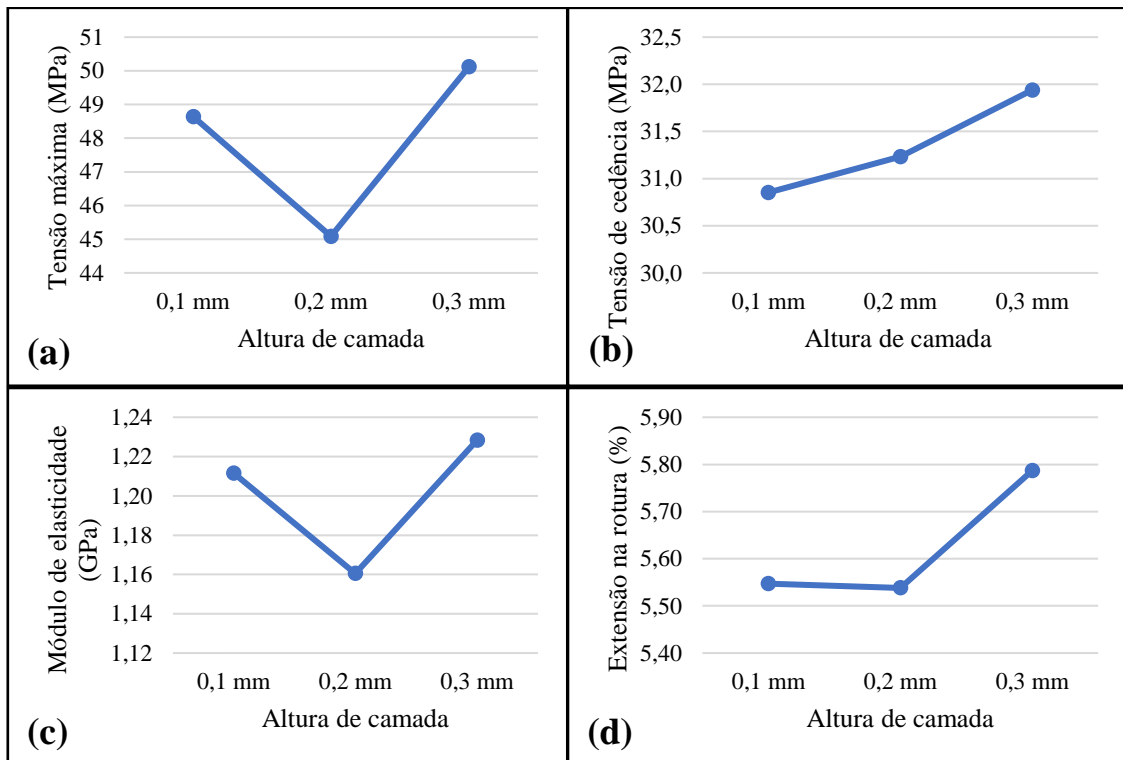 Tensão máxima (MPa)
51
50
49
48
47
46
45
44
0,1 mm 0,2 mm 0,3 mm
Altura de camada
(a)
Tensão de cedência (MPa)
32,5
32,0
31,5
31,0
30,5
30,0
0,1 mm 0,2 mm 0,3 mm
Altura de camada
(b)
Módulo de elasticidade
(GPa)
1,24
1,22
1,20
1,18
1,16
1,14
1,12
0,1 mm 0,2 mm 0,3 mm
Altura de camada
(c)
Extensão na rotura (%)
5,90
5,80
5,70
5,60
5,50
5,40
0,1 mm 0,2 mm 0,3 mm
Altura de camada
(d)